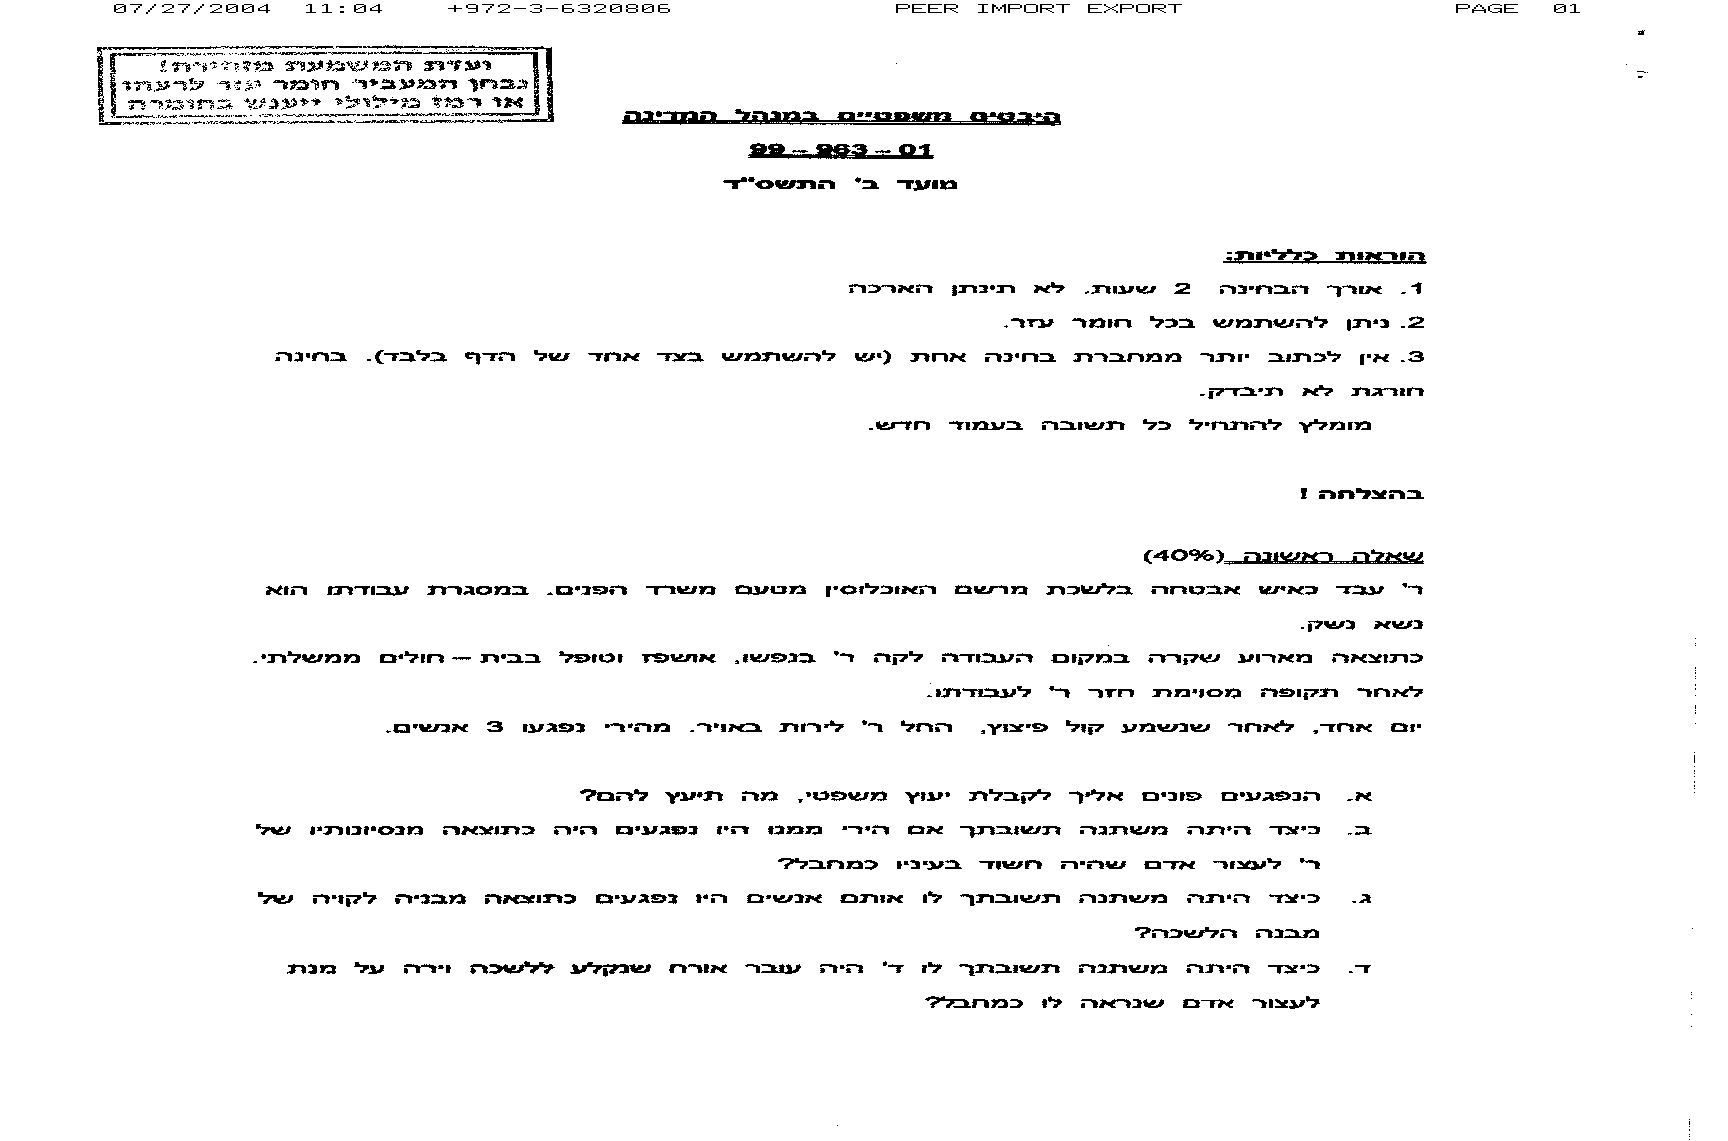 07/27/2004 11:04 +972-3-6320806 PEER IMPORT EXPORT PAGE 01
ועדת המשמעת מזהירה!
נבחן המעביר חומר עזר לרעהו
או רמז מילולי ייענש בחומרה
היבטים משפטיים במנהל המדינה
99 – 963 – 01
מועד ב' התשס"ד
הוראות כלליות:
1. אורך הבחינה 2 שעות. לא תינתן הארכה
2. ניתן להשתמש בכל חומר עזר.
3. אין לכתוב יותר ממחברת בחינה אחת (יש להשתמש בצד אחד של הדף בלבד). בחינה
חורגת לא תיבדק.
מומלץ להתחיל כל תשובה בעמוד חדש.
בהצלחה !
שאלה ראשונה (40%)
ר' עבד כאיש אבטחה בלשכת מרשם האוכלוסין מטעם משרד הפנים. במסגרת עבודתו הוא
נשא נשק.
כתוצאה מארוע שקרה במקום העבודה לקה ר' בנפשו, אושפז וטופל בבית – חולים ממשלתי.
לאחר תקופה מסוימת חזר ר' לעבודתו.
יום אחד, לאחר שנשמע קול פיצוץ, החל ר' לירות באויר. מהירי נפגעו 3 אנשים.
א. הנפגעים פונים אליך לקבלת יעוץ משפטי, מה תיעץ להם?
ב. כיצד היתה משתנה תשובתך אם הירי ממנו היו נפגעים היה כתוצאה מנסיונותיו של
ר' לעצור אדם שהיה חשוד בעיניו כמחבל?
ג. כיצד היתה משתנה תשובתך לו אותם אנשים היו נפגעים כתוצאה מבניה לקויה של
מבנה הלשכה?
ד. כיצד היתה משתנה תשובתך לו ד' היה עובר אורח שנקלע ללשכה וירה על מנת
לעצור אדם שנראה לו כמחבל?